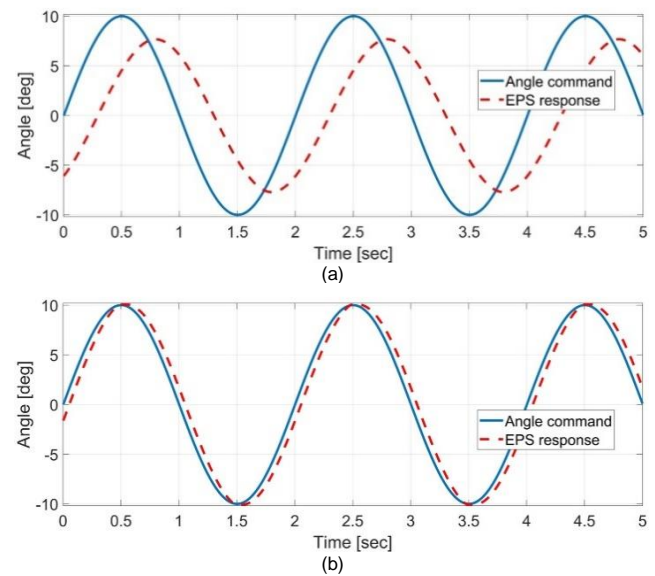 10
5
0
-5
-10
Angle [deg]
Angle command
EPS response
0 0.5 1 1.5 2 2.5 3 3.5 4 4.5 5
Time [sec]
(a)
10
5
0
-5
-10
Angle [deg]
Angle command
EPS response
0 0.5 1 1.5 2 2.5 3 3.5 4 4.5 5
Time [sec]
(b)